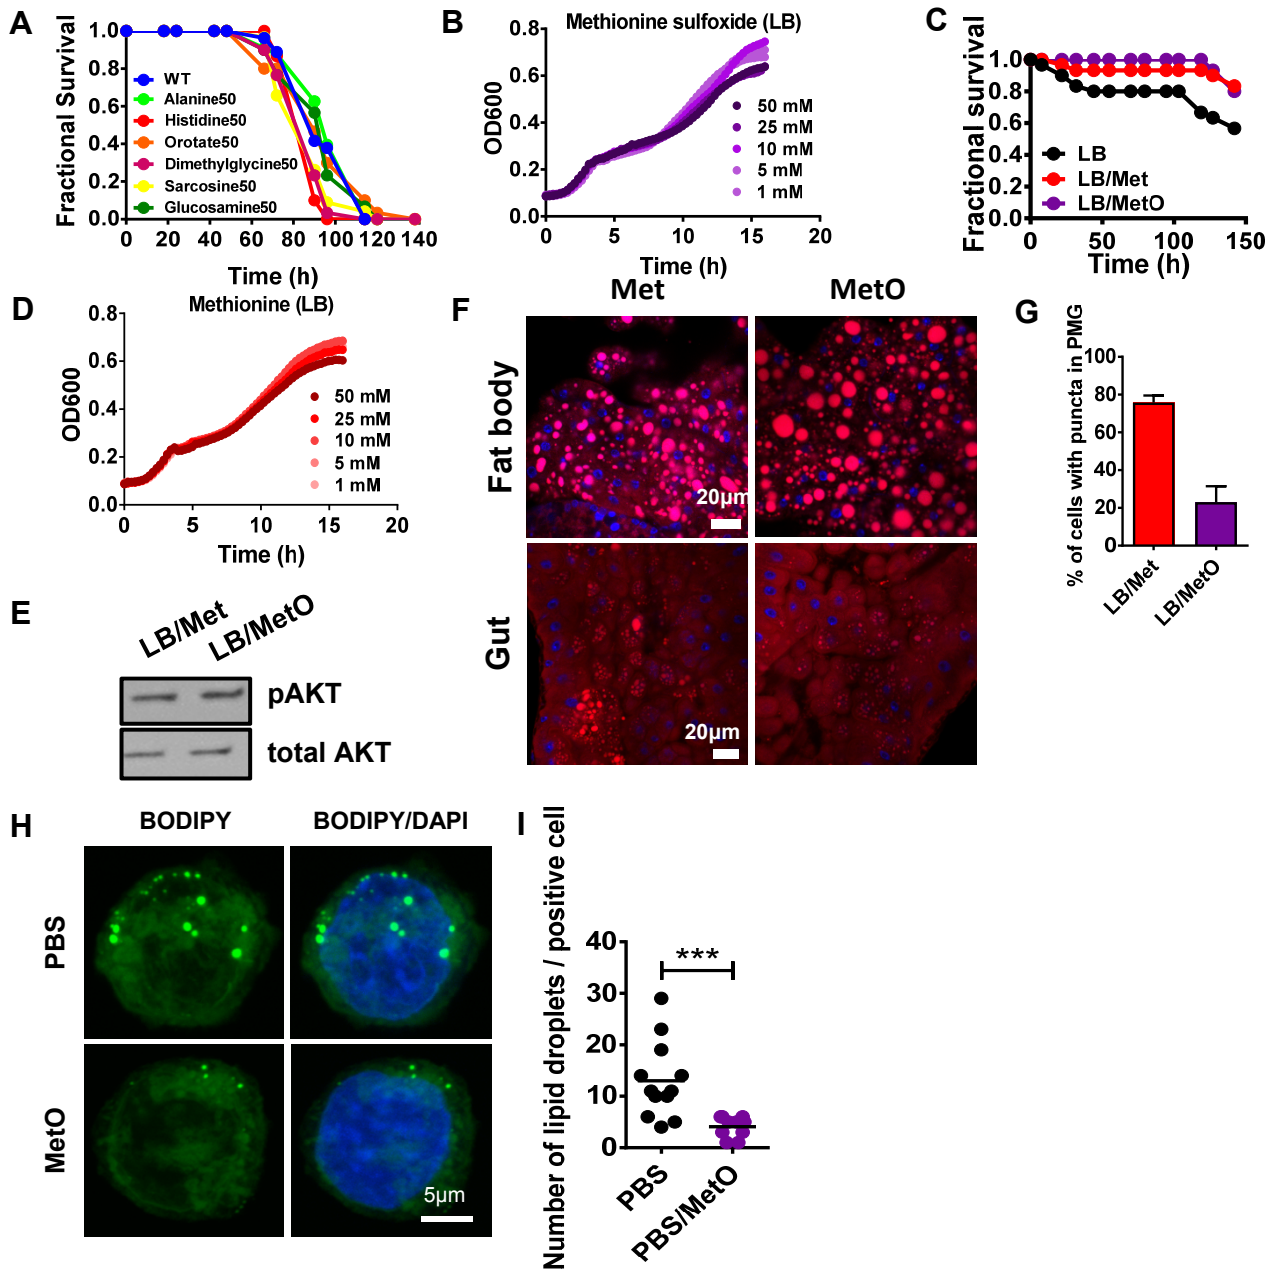 A
Fractional Survival
1.0
0.8
0.6
0.4
0.2
0.0
WT
Alanine50
Histidine50
Orotate50
Dimethylglycine50
Sarcosine50
Glucosamine50
0 20 40 60 80 100 120 140
Time (h)
B
Methionine sulfoxide (LB)
OD600
0.8
0.6
0.4
0.2
0.0
50 mM
25 mM
10 mM
5 mM
1 mM
0 5 10 15 20
Time (h)
C
Fractional survival
1.0
0.8
0.6
0.4
0.2
0.0
LB
LB/Met
LB/MetO
0 50 100 150
Time (h)
D
Methionine (LB)
OD600
0.8
0.6
0.4
0.2
0.0
50 mM
25 mM
10 mM
5 mM
1 mM
0 5 10 15 20
Time (h)
E
LB/Met
LB/MetO
pAKT
total AKT
F
Met MetO
Fat body
20µm
Gut
20µm
G
% of cells with puncta in PMG
100
80
60
40
20
0
LB/Met
LB/MetO
H
BODIPY BODIPY/DAPI
PBS
MetO
5µm
I
Number of lipid droplets / positive cell
40
30
20
10
0
***
PBS
PBS/MetO